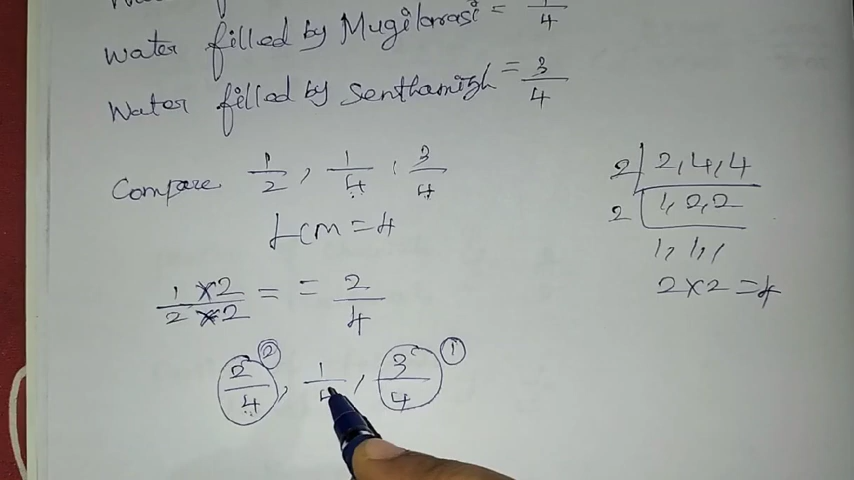 Water filled by Mugilarasi = 1/4
Water filled by Senthamizh = 3/4
Compare 1/2, 1/4, 3/4
LCM = 4
1 × 2 / 2 × 2 = = 2/4
2/4 ②, 1/4, 3/4 ①
2 | 2, 4, 4
2 | 1, 2, 2
1, 1, 1
2 × 2 = 4